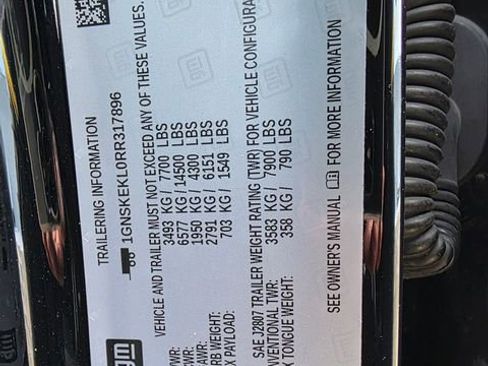 TRAILERING INFORMATION
1GNSKEKL0RR317896
VEHICLE AND TRAILER MUST NOT EXCEED ANY OF THESE VALUES.
3493 KG / 7700 LBS
6577 KG / 14500 LBS
1950 KG / 4300 LBS
RB WEIGHT: 2791 KG / 6151 LBS
X PAYLOAD: 703 KG / 1549 LBS
SAE J2807 TRAILER WEIGHT RATING (TWR) FOR VEHICLE CONFIGURA
NVENTIONAL TWR: 3583 KG / 7900 LBS
X TONGUE WEIGHT: 358 KG / 790 LBS
SEE OWNER'S MANUAL FOR MORE INFORMATION
gm